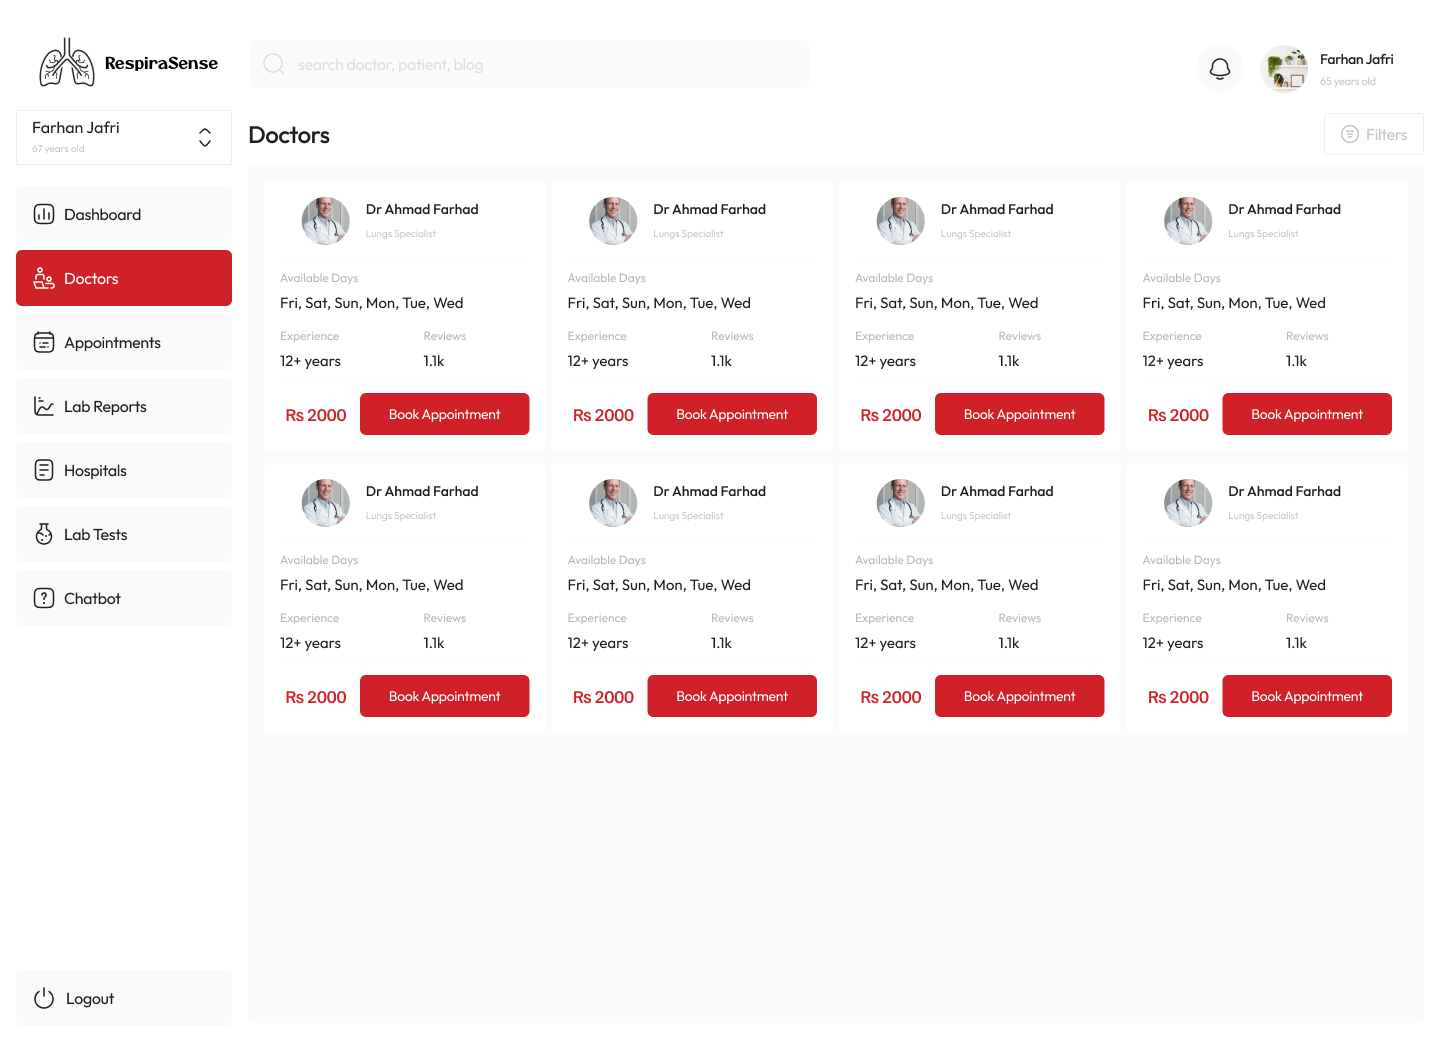 RespiraSense
search doctor, patient, blog
Farhan Jafri
65 years old
Farhan Jafri
67 years old
Dashboard
Doctors
Appointments
Lab Reports
Hospitals
Lab Tests
Chatbot
Logout
Doctors
Filters
Dr Ahmad Farhad
Lungs Specialist
Available Days
Fri, Sat, Sun, Mon, Tue, Wed
Experience Reviews
12+ years 1.1k
Rs 2000 Book Appointment
Dr Ahmad Farhad
Lungs Specialist
Available Days
Fri, Sat, Sun, Mon, Tue, Wed
Experience Reviews
12+ years 1.1k
Rs 2000 Book Appointment
Dr Ahmad Farhad
Lungs Specialist
Available Days
Fri, Sat, Sun, Mon, Tue, Wed
Experience Reviews
12+ years 1.1k
Rs 2000 Book Appointment
Dr Ahmad Farhad
Lungs Specialist
Available Days
Fri, Sat, Sun, Mon, Tue, Wed
Experience Reviews
12+ years 1.1k
Rs 2000 Book Appointment
Dr Ahmad Farhad
Lungs Specialist
Available Days
Fri, Sat, Sun, Mon, Tue, Wed
Experience Reviews
12+ years 1.1k
Rs 2000 Book Appointment
Dr Ahmad Farhad
Lungs Specialist
Available Days
Fri, Sat, Sun, Mon, Tue, Wed
Experience Reviews
12+ years 1.1k
Rs 2000 Book Appointment
Dr Ahmad Farhad
Lungs Specialist
Available Days
Fri, Sat, Sun, Mon, Tue, Wed
Experience Reviews
12+ years 1.1k
Rs 2000 Book Appointment
Dr Ahmad Farhad
Lungs Specialist
Available Days
Fri, Sat, Sun, Mon, Tue, Wed
Experience Reviews
12+ years 1.1k
Rs 2000 Book Appointment